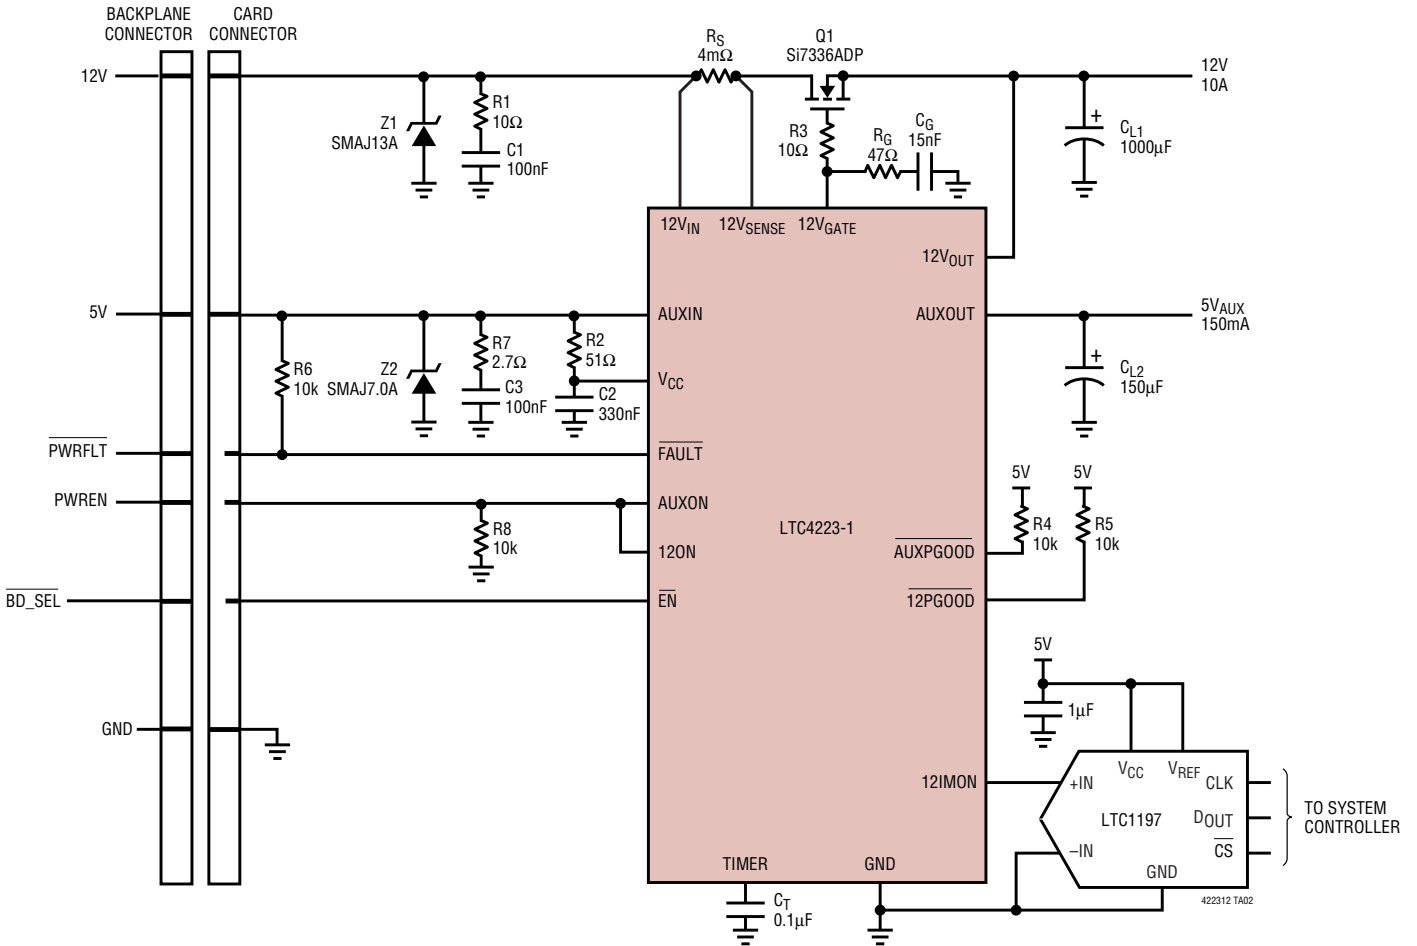 BACKPLANE
CONNECTOR
CARD
CONNECTOR
12V
RS
4mΩ
Q1
Si7336ADP
12V
10A
Z1
SMAJ13A
R1
10Ω
C1
100nF
R3
10Ω
RG
47Ω
CG
15nF
+
CL1
1000µF
12VIN
12VSENSE
12VGATE
12VOUT
5V
AUXIN
AUXOUT
5VAUX
150mA
R6
10k
Z2
SMAJ7.0A
R7
2.7Ω
C3
100nF
R2
51Ω
C2
330nF
VCC
+
CL2
150µF
PWRFLT
FAULT
PWREN
AUXON
R8
10k
12ON
LTC4223-1
AUXPGOOD
5V
R4
10k
5V
R5
10k
BD_SEL
EN
12PGOOD
5V
1µF
GND
12IMON
+IN
VCC
VREF
CLK
LTC1197
DOUT
–IN
CS
GND
TO SYSTEM
CONTROLLER
TIMER
GND
CT
0.1µF
422312 TA02